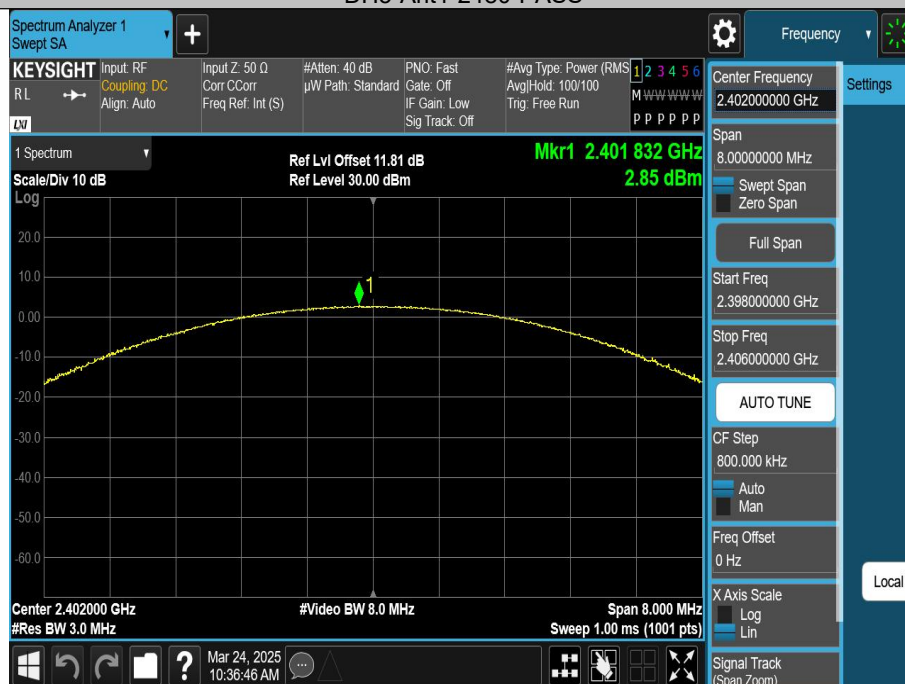 Spectrum Analyzer 1
Swept SA
Frequency
KEYSIGHT
RL
LXI
Input: RF
Coupling: DC
Align: Auto
Input Z: 50 Ω
Corr CCorr
Freq Ref: Int (S)
#Atten: 40 dB
µW Path: Standard
PNO: Fast
Gate: Off
IF Gain: Low
Sig Track: Off
#Avg Type: Power (RMS
Avg|Hold: 100/100
Trig: Free Run
1 2 3 4 5 6
M W W W W W
P P P P P P
1 Spectrum
Scale/Div 10 dB
Log
Ref Lvl Offset 11.81 dB
Ref Level 30.00 dBm
Mkr1 2.401 832 GHz
2.85 dBm
20.0
10.0
0.00
-10.0
-20.0
-30.0
-40.0
-50.0
-60.0
1
Center 2.402000 GHz
#Res BW 3.0 MHz
#Video BW 8.0 MHz
Span 8.000 MHz
Sweep 1.00 ms (1001 pts)
Mar 24, 2025
10:36:46 AM
Center Frequency
2.402000000 GHz
Settings
Span
8.00000000 MHz
Swept Span
Zero Span
Full Span
Start Freq
2.398000000 GHz
Stop Freq
2.406000000 GHz
AUTO TUNE
CF Step
800.000 kHz
Auto
Man
Freq Offset
0 Hz
X Axis Scale
Log
Lin
Local
Signal Track
(Span Zoom)